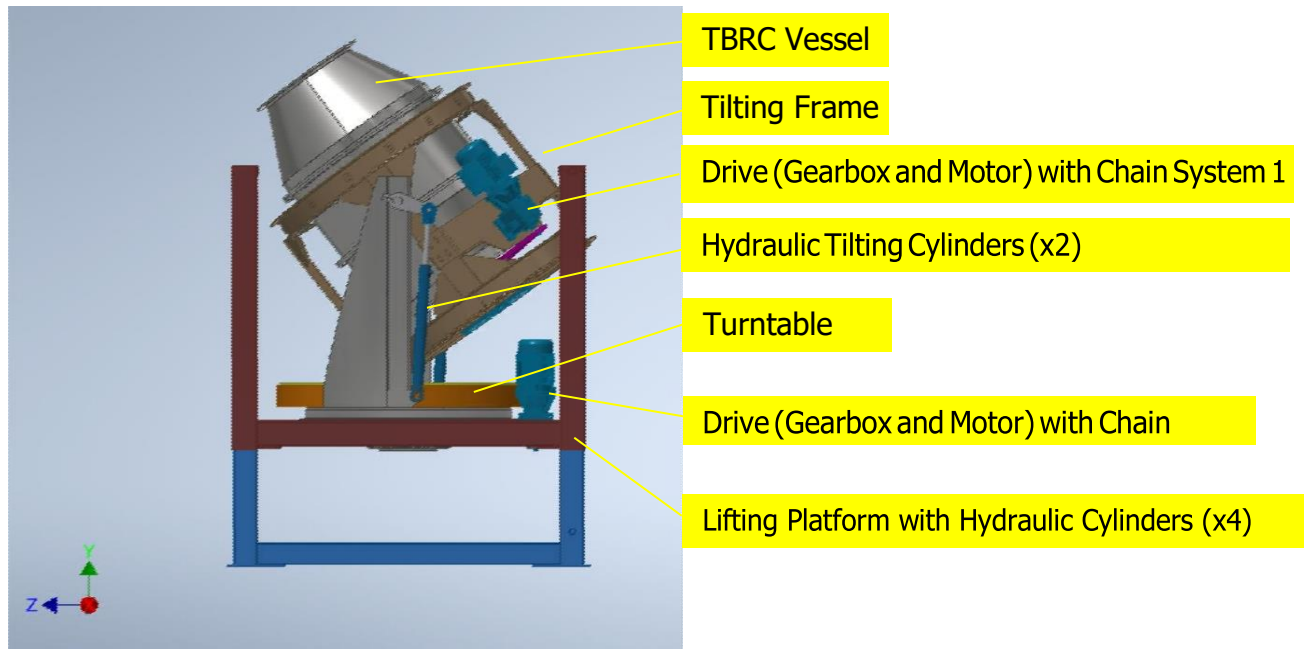 TBRC Vessel
Tilting Frame
Drive (Gearbox and Motor) with Chain System 1
Hydraulic Tilting Cylinders (x2)
Turntable
Drive (Gearbox and Motor) with Chain
Lifting Platform with Hydraulic Cylinders (x4)
Y
Z